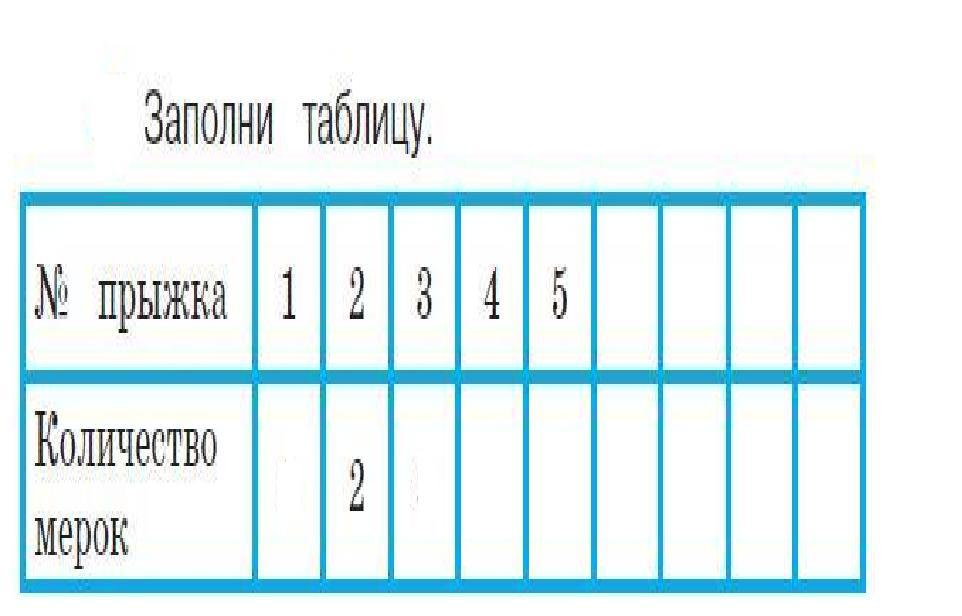 Заполни таблицу.
№ прыжка 1 2 3 4 5
Количество
мерок
2